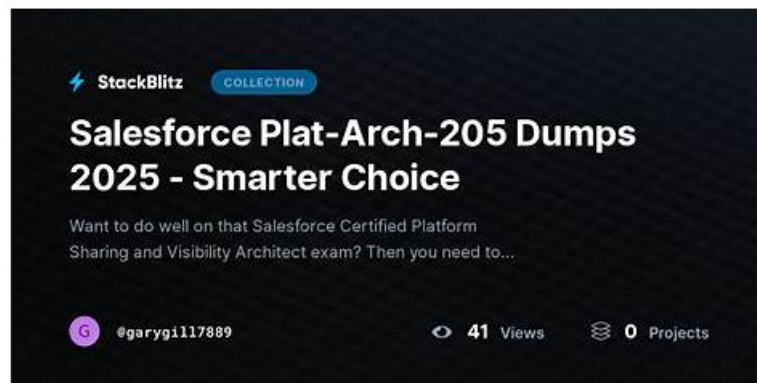 StackBlitz COLLECTION
Salesforce Plat-Arch-205 Dumps
2025 - Smarter Choice
Want to do well on that Salesforce Certified Platform
Sharing and Visibility Architect exam? Then you need to...
G @garygill7889 41 Views 0 Projects